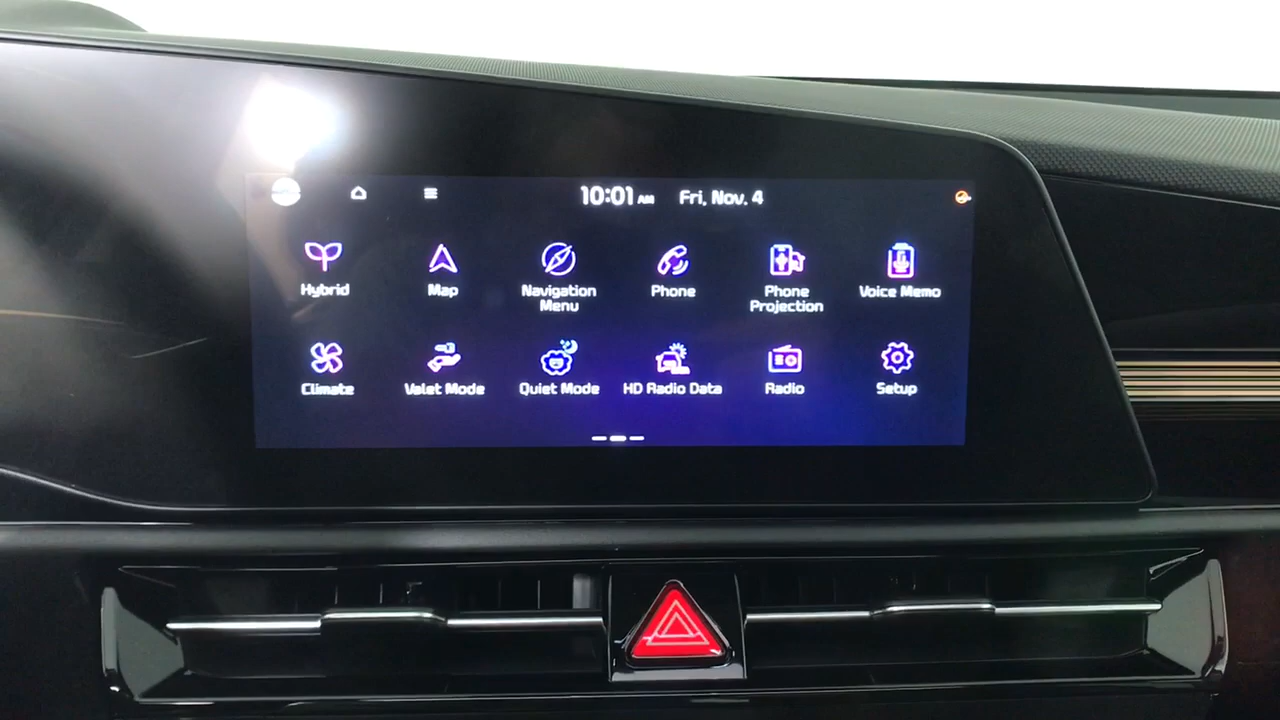 10:01 AM Fri, Nov. 4
Hybrid Map Navigation Menu Phone Phone Projection Voice Memo
Climate Valet Mode Quiet Mode HD Radio Data Radio Setup